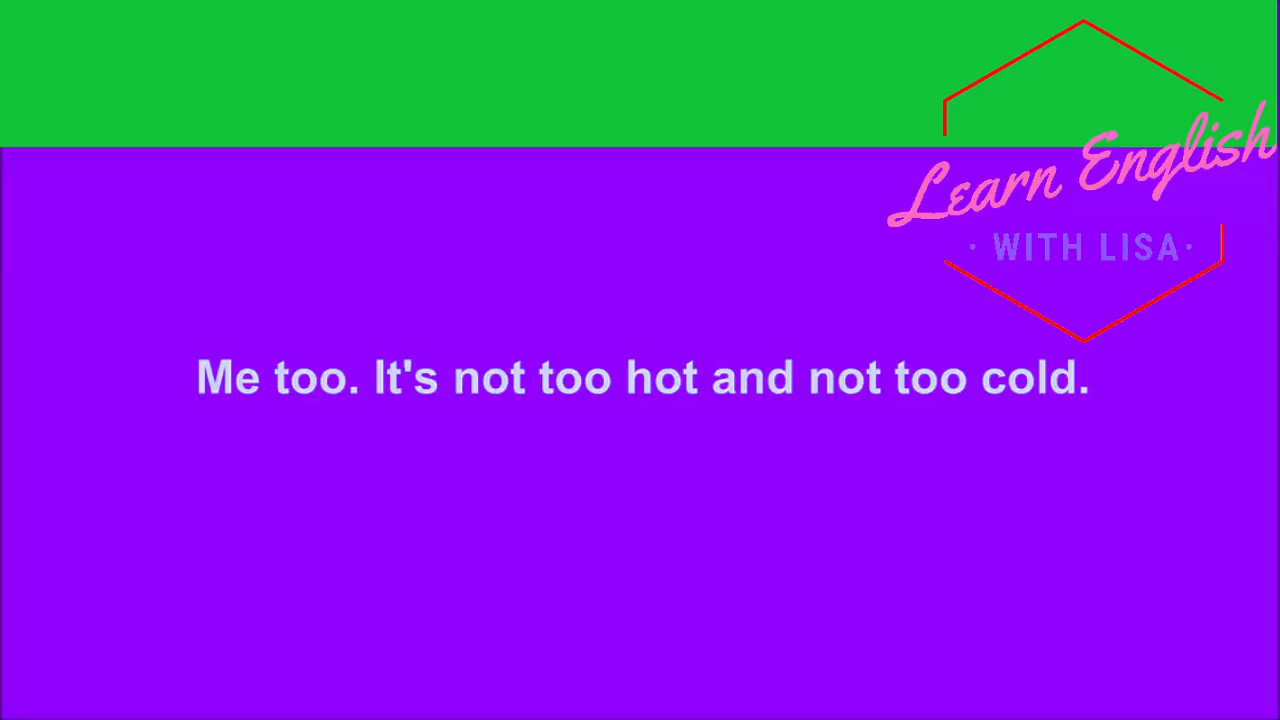 Learn English
· WITH LISA·
Me too. It's not too hot and not too cold.